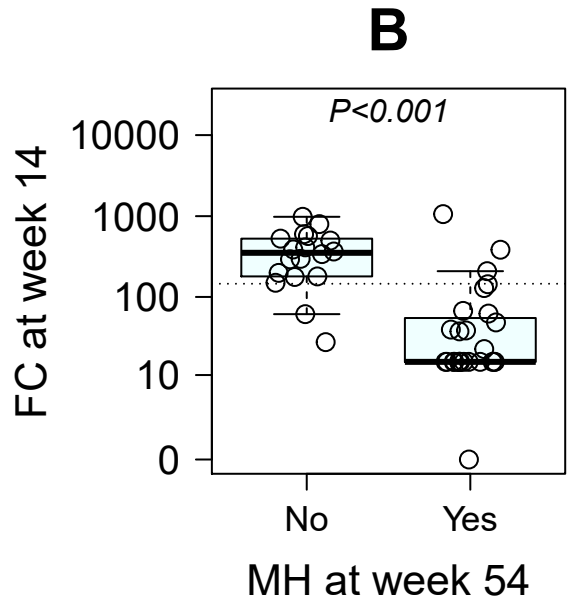 B
P<0.001
FC at week 14
10000
1000
100
10
0
No Yes
MH at week 54